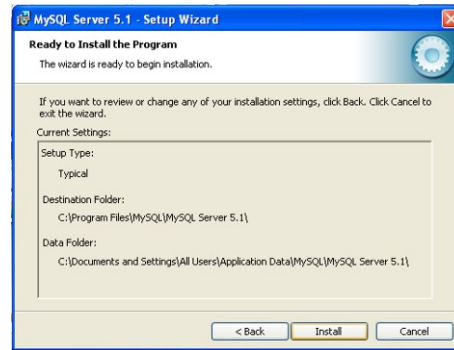 MySQL Server 5.1 - Setup Wizard
Ready to Install the Program
The wizard is ready to begin installation.
If you want to review or change any of your installation settings, click Back. Click Cancel to
exit the wizard.
Current Settings:
Setup Type:
Typical
Destination Folder:
C:\Program Files\MySQL\MySQL Server 5.1\
Data Folder:
C:\Documents and Settings\All Users\Application Data\MySQL\MySQL Server 5.1\
< Back Install Cancel